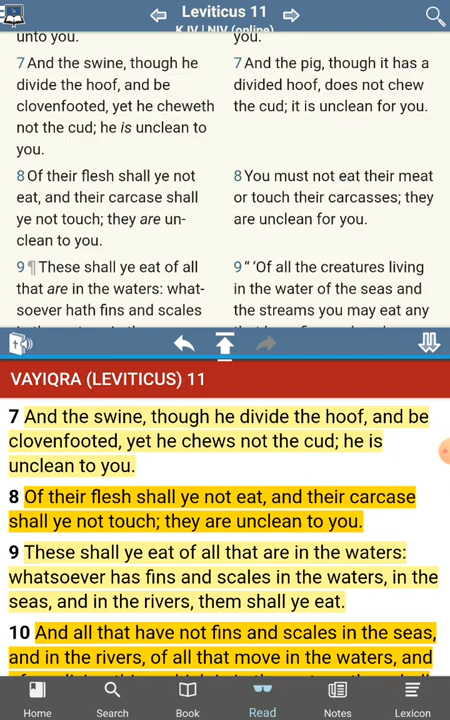 Leviticus 11
KJV | NIV (online)
unto you.
7 And the swine, though he
divide the hoof, and be
clovenfooted, yet he cheweth
not the cud; he is unclean to
you.
8 Of their flesh shall ye not
eat, and their carcase shall
ye not touch; they are un-
clean to you.
9 ¶ These shall ye eat of all
that are in the waters: what-
soever hath fins and scales
you.
7 And the pig, though it has a
divided hoof, does not chew
the cud; it is unclean for you.
8 You must not eat their meat
or touch their carcasses; they
are unclean for you.
9 “ ‘Of all the creatures living
in the water of the seas and
the streams you may eat any
VAYIQRA (LEVITICUS) 11
7 And the swine, though he divide the hoof, and be
clovenfooted, yet he chews not the cud; he is
unclean to you.
8 Of their flesh shall ye not eat, and their carcase
shall ye not touch; they are unclean to you.
9 These shall ye eat of all that are in the waters:
whatsoever has fins and scales in the waters, in the
seas, and in the rivers, them shall ye eat.
10 And all that have not fins and scales in the seas,
and in the rivers, of all that move in the waters, and
Home
Search
Book
Read
Notes
Lexicon